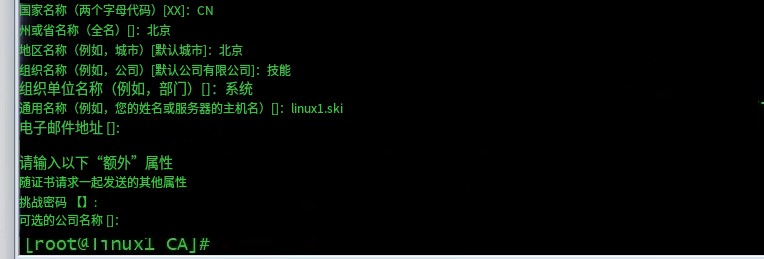 国家名称（两个字母代码）[XX]：CN
州或省名称（全名）[]：北京
地区名称（例如，城市）[默认城市]：北京
组织名称（例如，公司）[默认公司有限公司]：技能
组织单位名称（例如，部门）[]：系统
通用名称（例如，您的姓名或服务器的主机名）[]：linux1.ski
电子邮件地址 []:
请输入以下“额外”属性
随证书请求一起发送的其他属性
挑战密码 【】:
可选的公司名称 []:
[root@linux1 CA]#